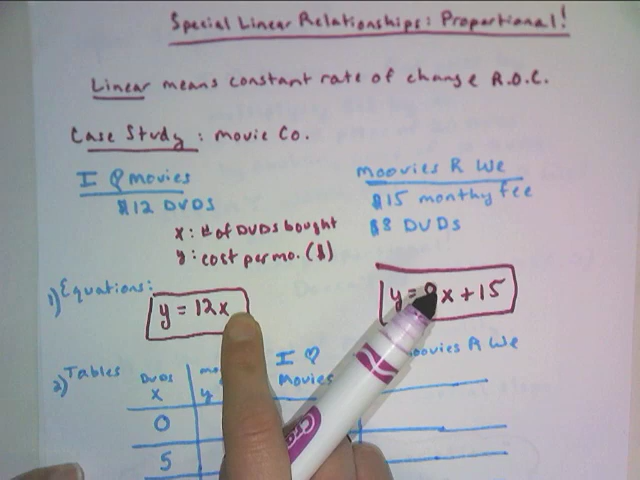 Special Linear Relationships: Proportional!
Linear means constant rate of change R.O.C.
Case Study: movie Co.
I ♡ movies
$12 DVDS
moovies R We
$15 monthy fee
$8 DVDS
x: # of DVDs bought
y: cost per mo. ($)
1) Equations:
y = 12x
x + 15
2) Tables
DVDs
x
y
I ♡
movies
R We
0
5